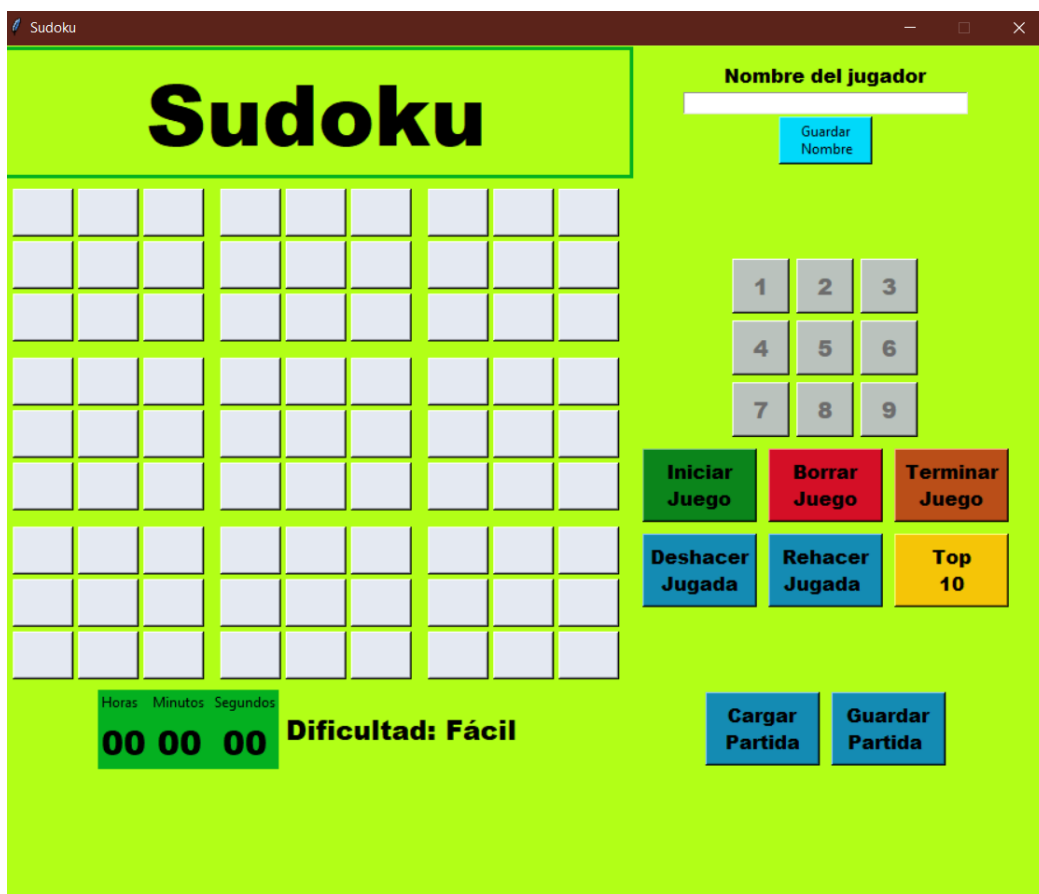 Sudoku
Sudoku
Nombre del jugador
Guardar
Nombre
1 2 3
4 5 6
7 8 9
Iniciar
Juego
Borrar
Juego
Terminar
Juego
Deshacer
Jugada
Rehacer
Jugada
Top
10
Horas Minutos Segundos
00 00 00
Dificultad: Fácil
Cargar
Partida
Guardar
Partida